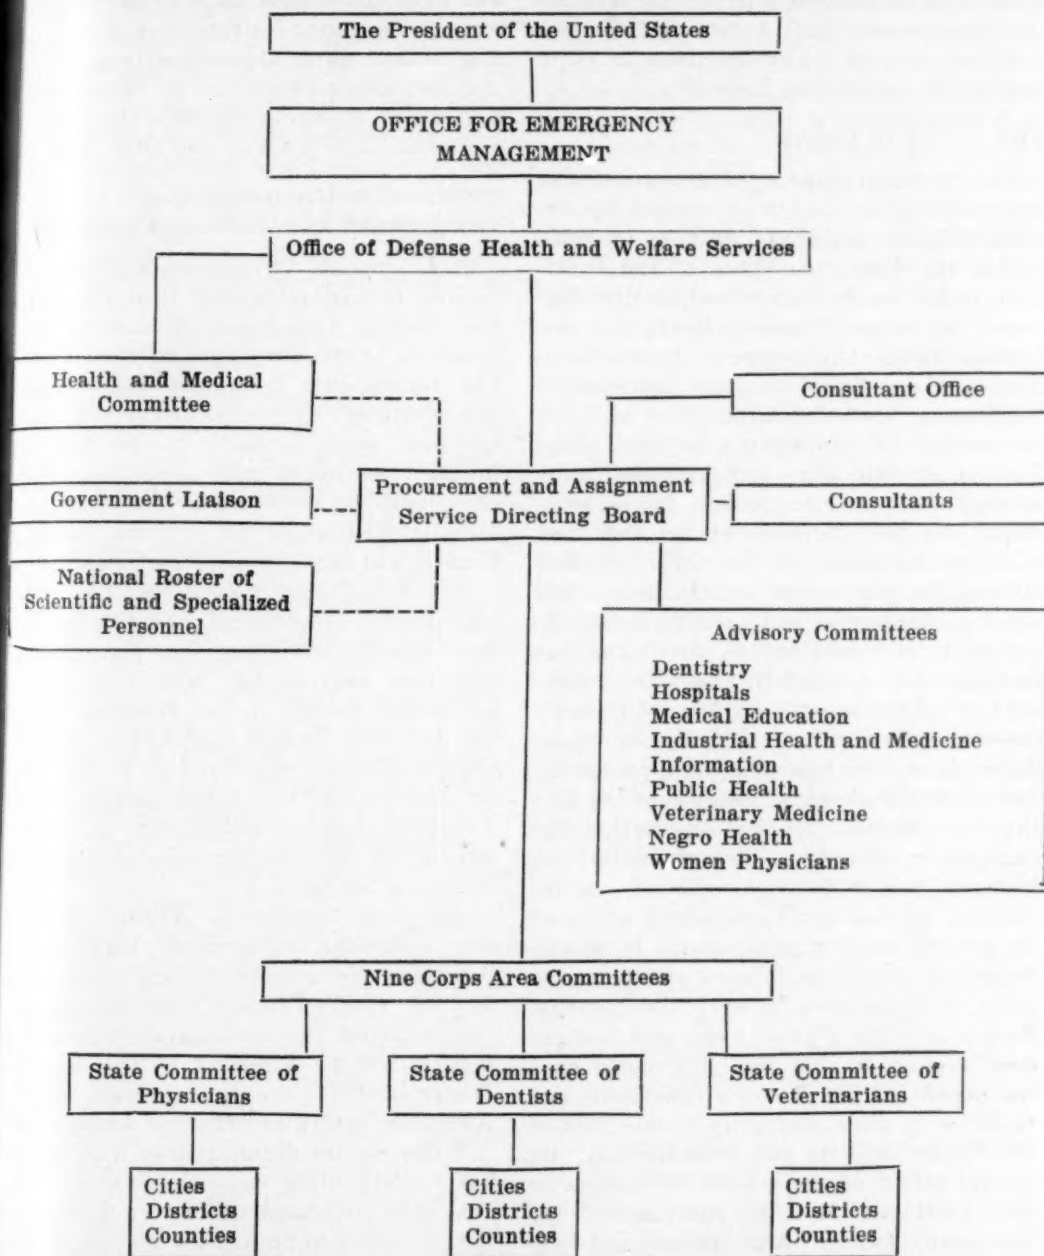 The President of the United States
OFFICE FOR EMERGENCY
MANAGEMENT
Office of Defense Health and Welfare Services
Health and Medical
Committee
Consultant Office
Government Liaison
Procurement and Assignment
Service Directing Board
Consultants
National Roster of
Scientific and Specialized
Personnel
Advisory Committees
Dentistry
Hospitals
Medical Education
Industrial Health and Medicine
Information
Public Health
Veterinary Medicine
Negro Health
Women Physicians
Nine Corps Area Committees
State Committee of
Physicians
State Committee of
Dentists
State Committee of
Veterinarians
Cities
Districts
Counties
Cities
Districts
Counties
Cities
Districts
Counties